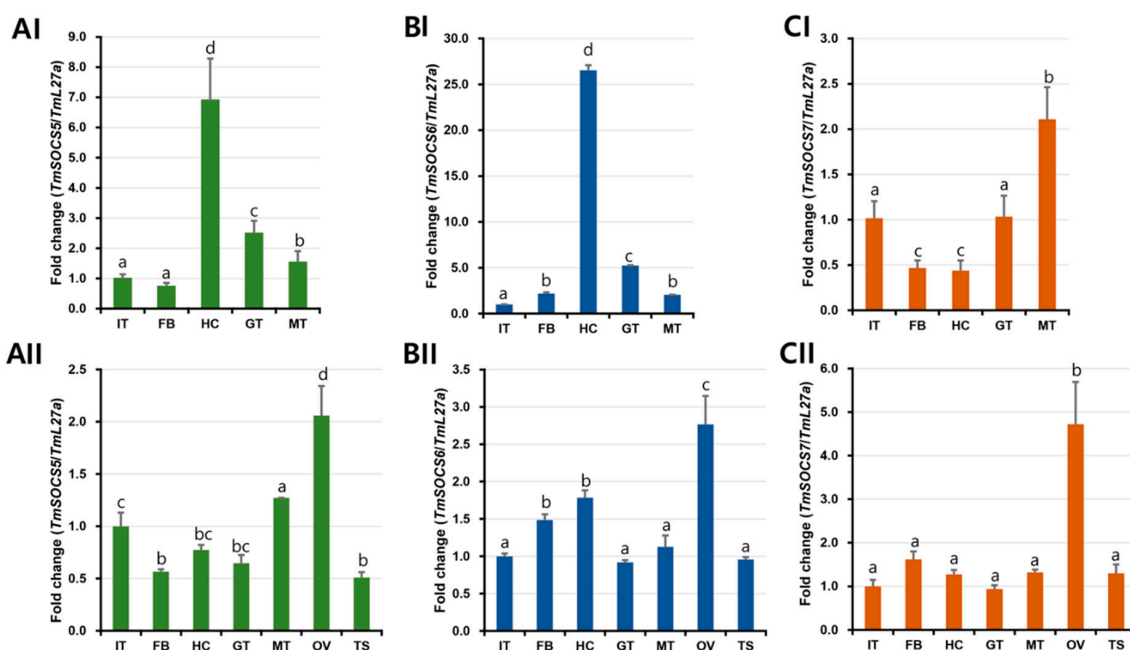 AI
Fold change (TmSOCS5/TmL27a)
9.0
8.0
7.0
6.0
5.0
4.0
3.0
2.0
1.0
0.0
a
a
d
c
b
IT FB HC GT MT
BI
Fold change (TmSOCS6/TmL27a)
30.0
25.0
20.0
15.0
10.0
5.0
0.0
a
b
d
c
b
IT FB HC GT MT
CI
Fold change (TmSOCS7/TmL27a)
3.0
2.5
2.0
1.5
1.0
0.5
0.0
a
c
c
a
b
IT FB HC GT MT
AII
Fold change (TmSOCS5/TmL27a)
2.5
2.0
1.5
1.0
0.5
0.0
c
b
bc
bc
a
d
b
IT FB HC GT MT OV TS
BII
Fold change (TmSOCS6/TmL27a)
3.5
3.0
2.5
2.0
1.5
1.0
0.5
0.0
a
b
b
a
a
c
a
IT FB HC GT MT OV TS
CII
Fold change (TmSOCS7/TmL27a)
6.0
5.0
4.0
3.0
2.0
1.0
0.0
a
a
a
a
a
b
a
IT FB HC GT MT OV TS